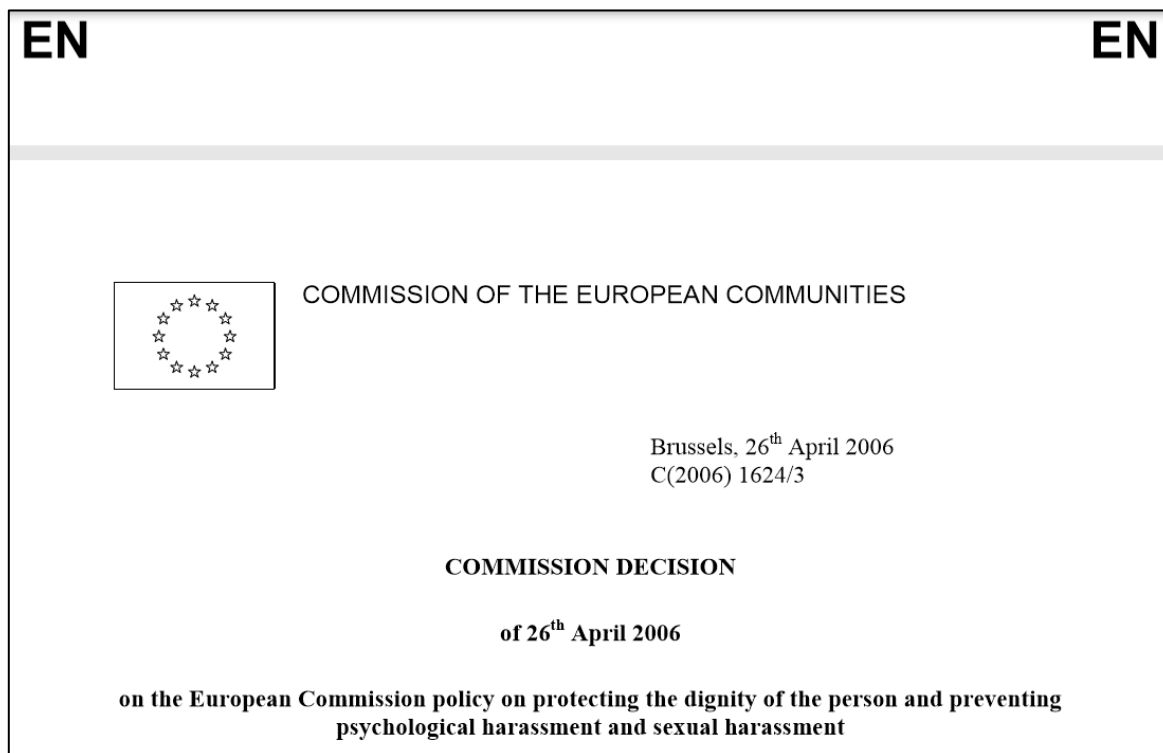 EN EN
COMMISSION OF THE EUROPEAN COMMUNITIES
Brussels, 26th April 2006
C(2006) 1624/3
COMMISSION DECISION
of 26th April 2006
on the European Commission policy on protecting the dignity of the person and preventing
psychological harassment and sexual harassment